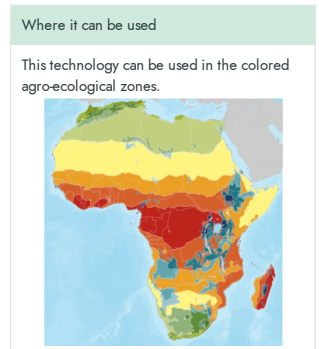 Where it can be used
This technology can be used in the colored
agro-ecological zones.